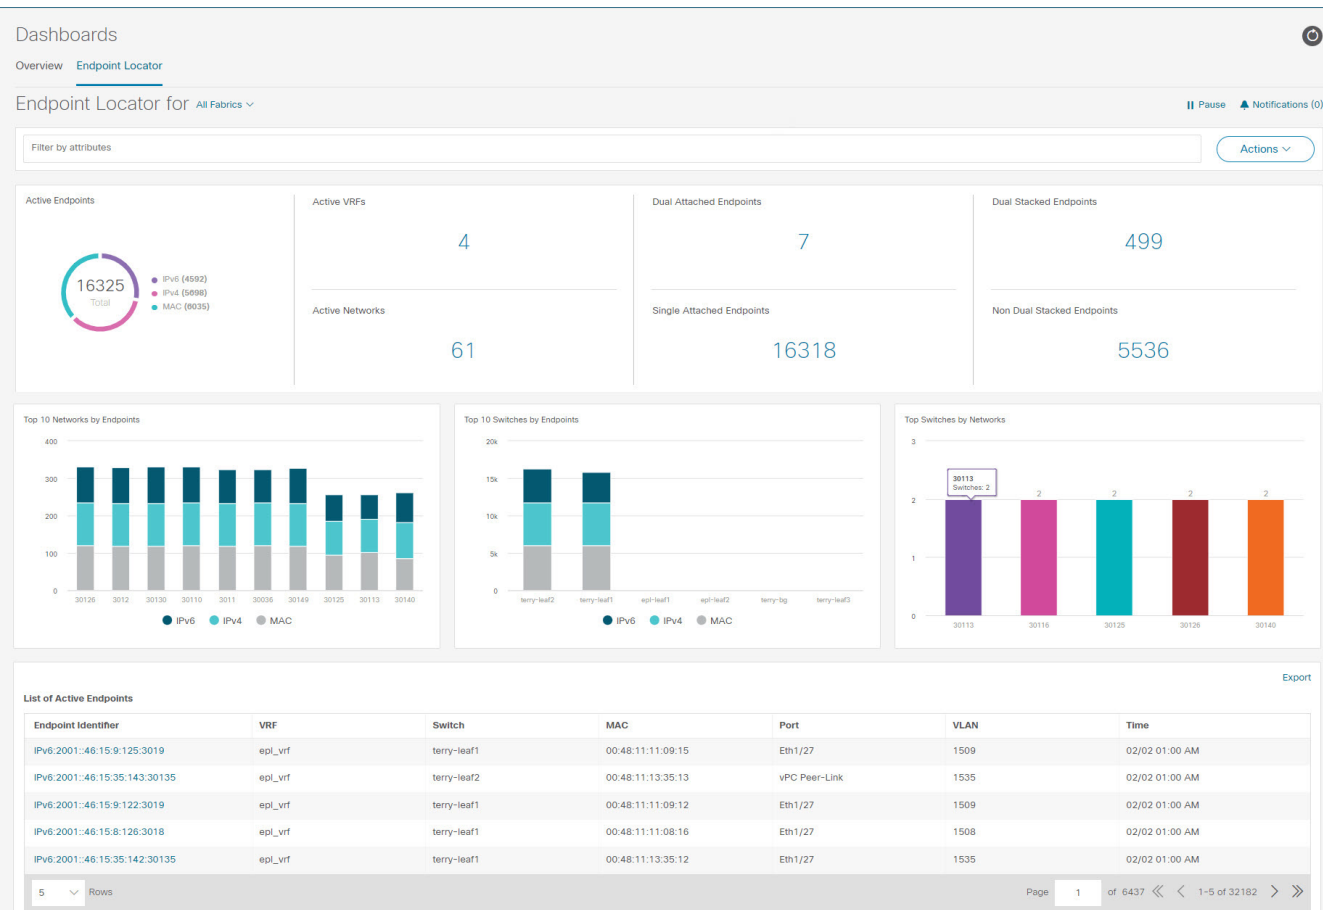 Dashboards
Overview Endpoint Locator
Endpoint Locator for All Fabrics
Pause Notifications (0)
Filter by attributes
Actions
Active Endpoints
16325
Total
IPv6 (4592)
IPv4 (5698)
MAC (6035)
Active VRFs
4
Active Networks
61
Dual Attached Endpoints
7
Single Attached Endpoints
16318
Dual Stacked Endpoints
499
Non Dual Stacked Endpoints
5536
Top 10 Networks by Endpoints
400
300
200
100
0
30126 3012 30130 30110 3011 30036 30149 30125 30113 30140
IPv6 IPv4 MAC
Top 10 Switches by Endpoints
20k
15k
10k
5k
0
terry-leaf2 terry-leaf1 epl-leaf1 epl-leaf2 terry-bg terry-leaf3
IPv6 IPv4 MAC
Top Switches by Networks
3
30113
Switches: 2
2 2 2 2
2
1
0
30113 30116 30125 30126 30140
Export
List of Active Endpoints
Endpoint Identifier VRF Switch MAC Port VLAN Time
IPv6:2001::46:15:9:125:3019 epl_vrf terry-leaf1 00:48:11:11:09:15 Eth1/27 1509 02/02 01:00 AM
IPv6:2001::46:15:35:143:30135 epl_vrf terry-leaf2 00:48:11:13:35:13 vPC Peer-Link 1535 02/02 01:00 AM
IPv6:2001::46:15:9:122:3019 epl_vrf terry-leaf1 00:48:11:11:09:12 Eth1/27 1509 02/02 01:00 AM
IPv6:2001::46:15:8:126:3018 epl_vrf terry-leaf1 00:48:11:11:08:16 Eth1/27 1508 02/02 01:00 AM
IPv6:2001::46:15:35:142:30135 epl_vrf terry-leaf1 00:48:11:13:35:12 Eth1/27 1535 02/02 01:00 AM
5 Rows Page 1 of 6437 1-5 of 32182